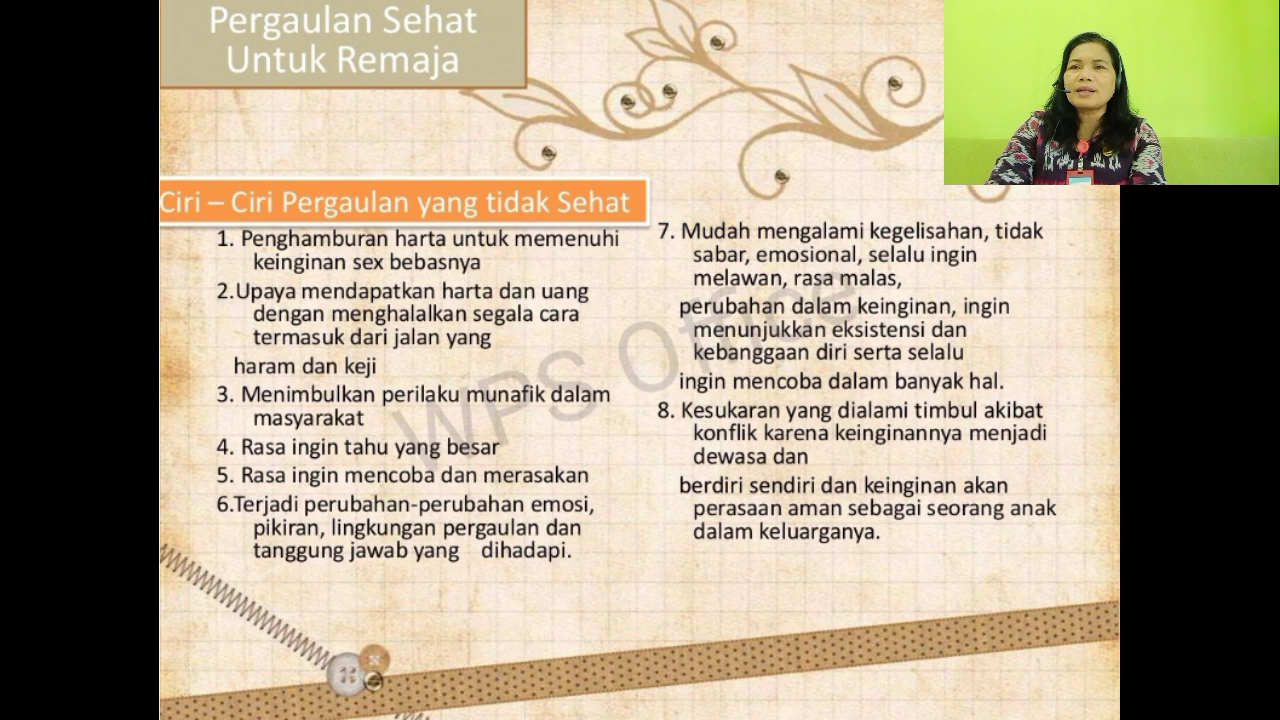 Pergaulan Sehat
Untuk Remaja
Ciri – Ciri Pergaulan yang tidak Sehat
1. Penghamburan harta untuk memenuhi
keinginan sex bebasnya
2.Upaya mendapatkan harta dan uang
dengan menghalalkan segala cara
termasuk dari jalan yang
haram dan keji
3. Menimbulkan perilaku munafik dalam
masyarakat
4. Rasa ingin tahu yang besar
5. Rasa ingin mencoba dan merasakan
6.Terjadi perubahan-perubahan emosi,
pikiran, lingkungan pergaulan dan
tanggung jawab yang dihadapi.
7. Mudah mengalami kegelisahan, tidak
sabar, emosional, selalu ingin
melawan, rasa malas,
perubahan dalam keinginan, ingin
menunjukkan eksistensi dan
kebanggaan diri serta selalu
ingin mencoba dalam banyak hal.
8. Kesukaran yang dialami timbul akibat
konflik karena keinginannya menjadi
dewasa dan
berdiri sendiri dan keinginan akan
perasaan aman sebagai seorang anak
dalam keluarganya.
WPS Office